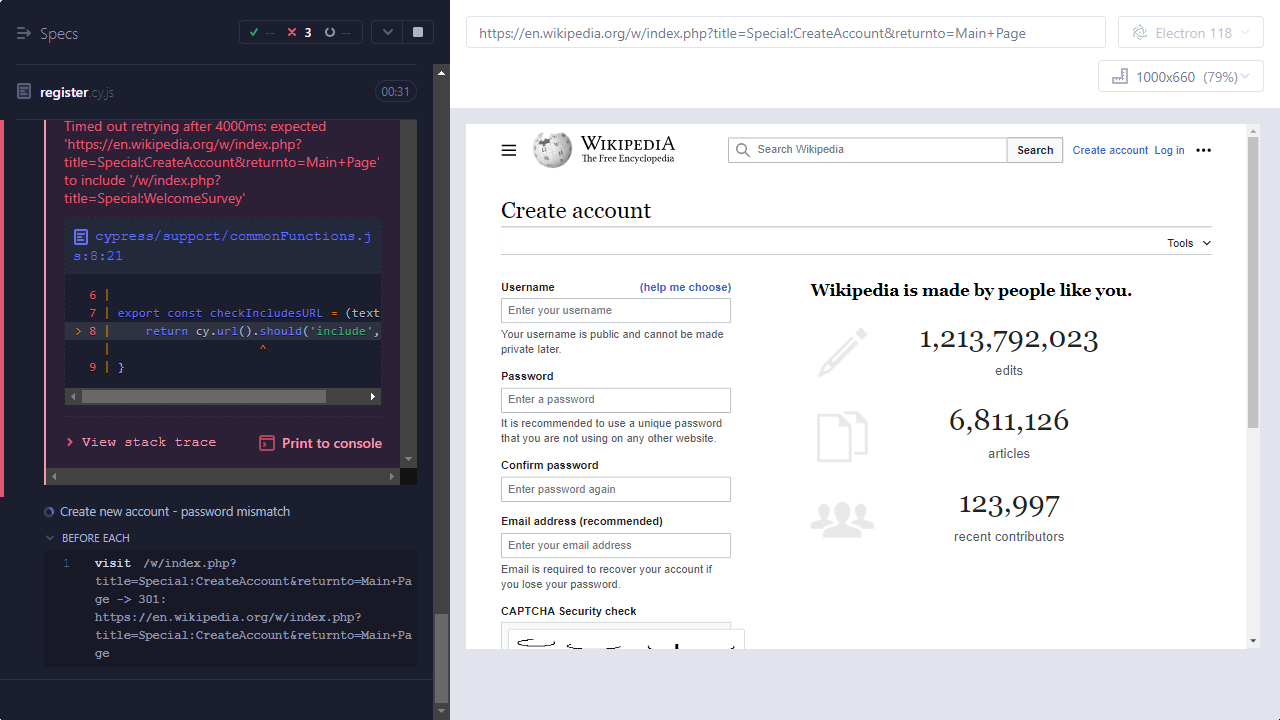 Specs
--
3
--
register.cy.js
00:31
Timed out retrying after 4000ms: expected
'https://en.wikipedia.org/w/index.php?
title=Special:CreateAccount&returnto=Main+Page'
to include '/w/index.php?
title=Special:WelcomeSurvey'
cypress/support/commonFunctions.j
s:8:21
6 |
7 | export const checkIncludesURL = (text
> 8 |     return cy.url().should('include',
|                    ^
9 | }
View stack trace
Print to console
Create new account - password mismatch
BEFORE EACH
1 visit /w/index.php?
title=Special:CreateAccount&returnto=Main+Pa
ge -> 301:
https://en.wikipedia.org/w/index.php?
title=Special:CreateAccount&returnto=Main+Pa
ge
https://en.wikipedia.org/w/index.php?title=Special:CreateAccount&returnto=Main+Page
Electron 118
1000x660 (79%)
WIKIPEDIA
The Free Encyclopedia
Search Wikipedia
Search
Create account
Log in
Create account
Tools
Username
(help me choose)
Enter your username
Your username is public and cannot be made
private later.
Password
Enter a password
It is recommended to use a unique password
that you are not using on any other website.
Confirm password
Enter password again
Email address (recommended)
Enter your email address
Email is required to recover your account if
you lose your password.
CAPTCHA Security check
Wikipedia is made by people like you.
1,213,792,023
edits
6,811,126
articles
123,997
recent contributors